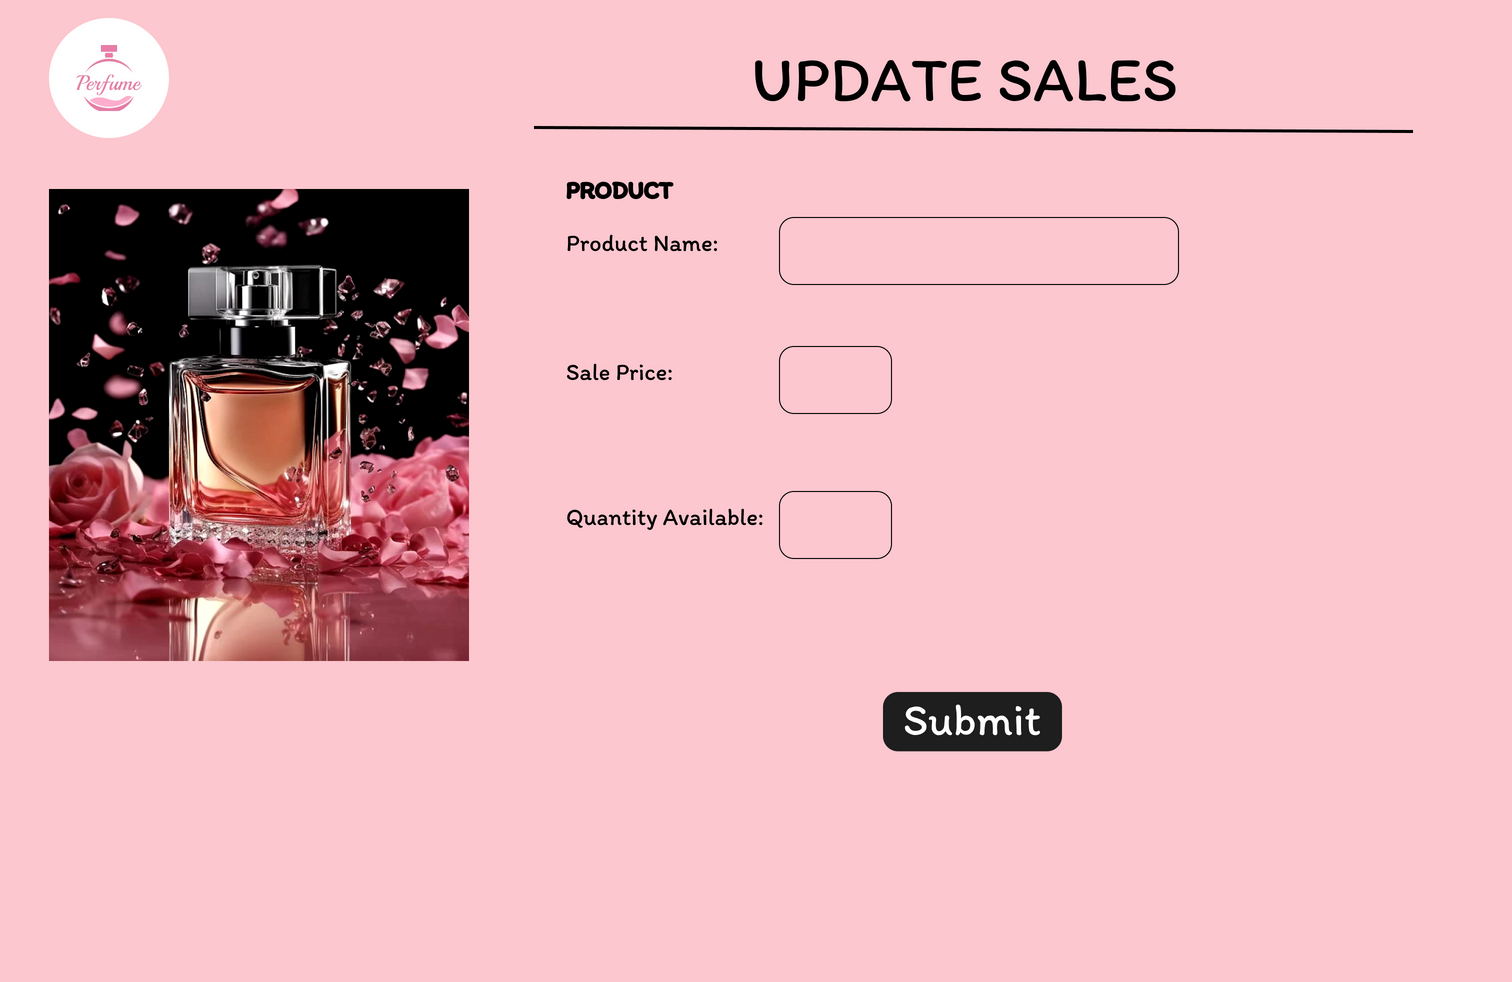 Perfume
UPDATE SALES
PRODUCT
Product Name:
Sale Price:
Quantity Available:
Submit